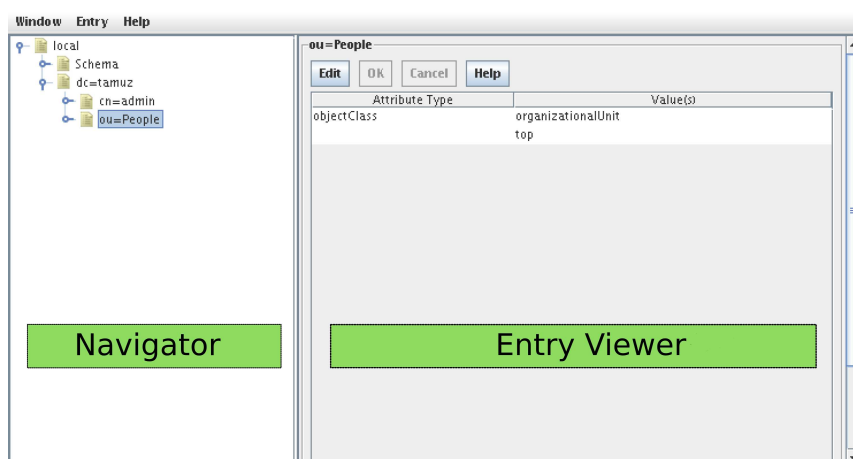 Window Entry Help
local
Schema
dc=tamuz
cn=admin
ou=People
ou=People
Edit OK Cancel Help
Attribute Type Value(s)
objectClass organizationalUnit
top
Navigator
Entry Viewer